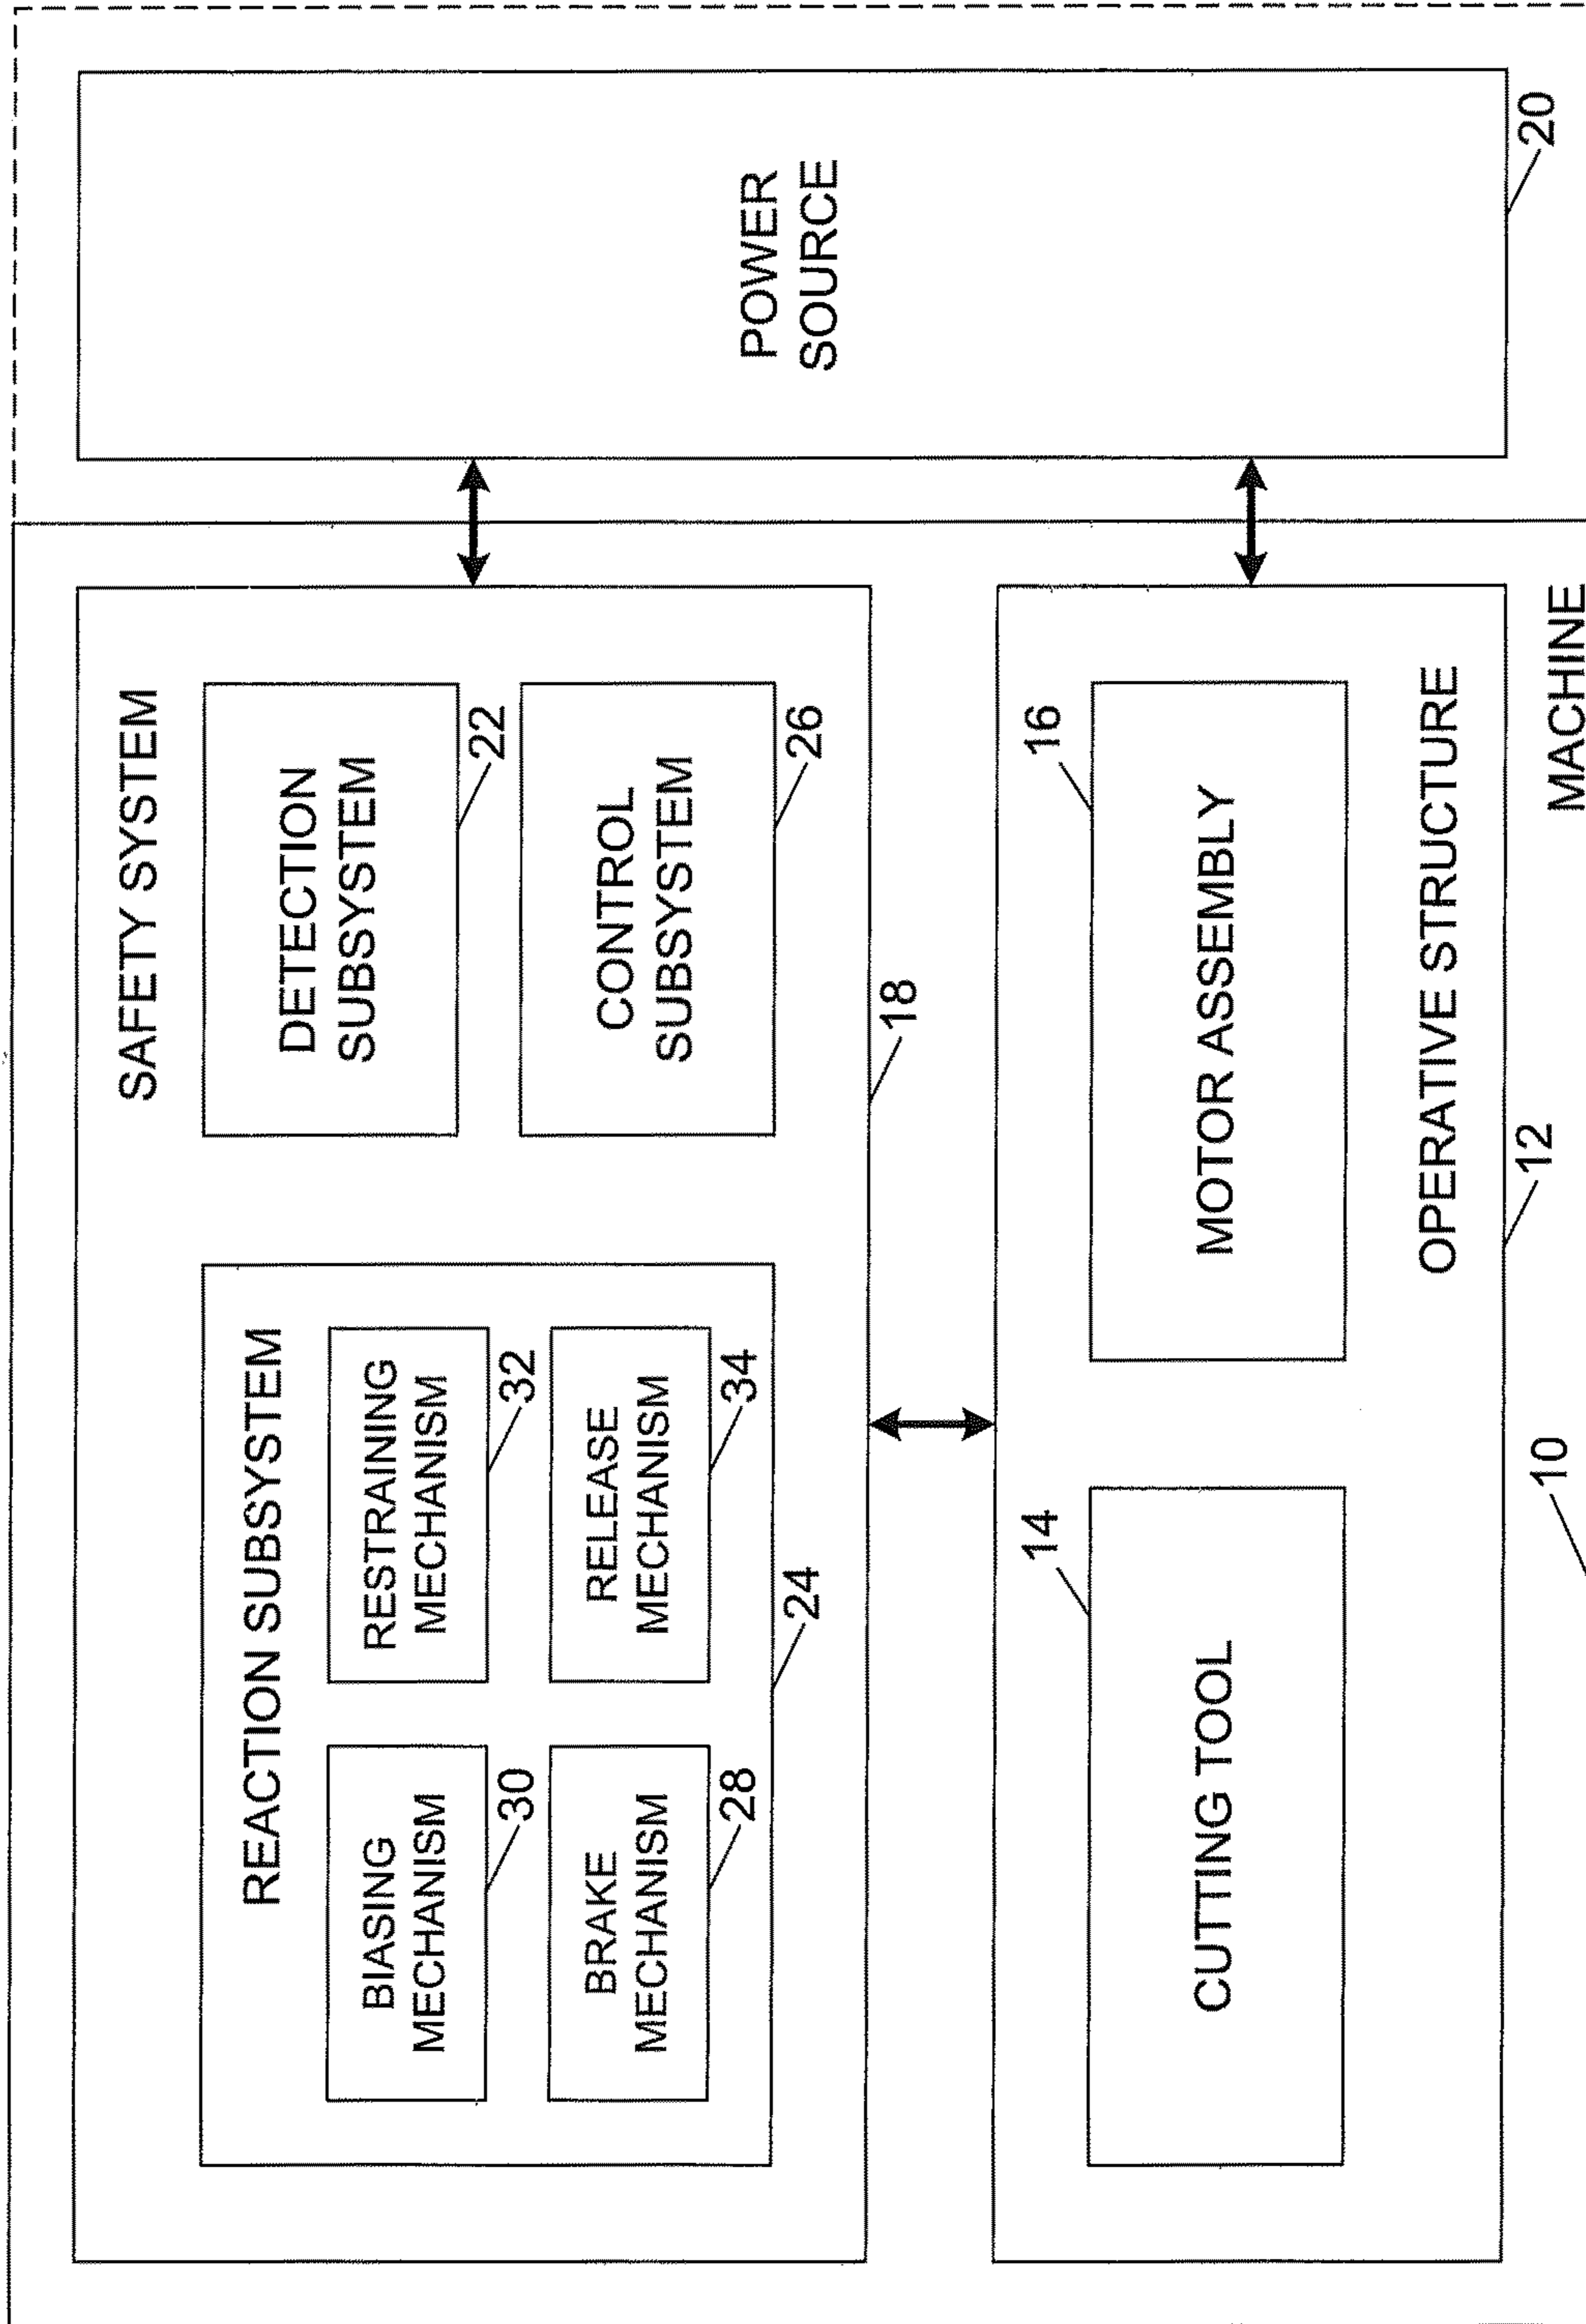 SAFETY SYSTEM
REACTION SUBSYSTEM
BIASING
MECHANISM
30
RESTRAINING
MECHANISM
32
BRAKE
MECHANISM
28
RELEASE
MECHANISM
34
24
DETECTION
SUBSYSTEM
22
CONTROL
SUBSYSTEM
26
18
POWER
SOURCE
20
14
CUTTING TOOL
16
MOTOR ASSEMBLY
OPERATIVE STRUCTURE
12
10
MACHINE